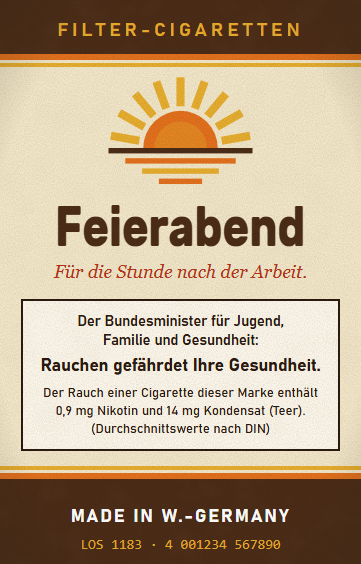 FILTER-CIGARETTEN
Feierabend
Für die Stunde nach der Arbeit.
Der Bundesminister für Jugend,
Familie und Gesundheit:
Rauchen gefährdet Ihre Gesundheit.
Der Rauch einer Cigarette dieser Marke enthält
0,9 mg Nikotin und 14 mg Kondensat (Teer).
(Durchschnittswerte nach DIN)
MADE IN W.-GERMANY
LOS 1183 · 4 001234 567890